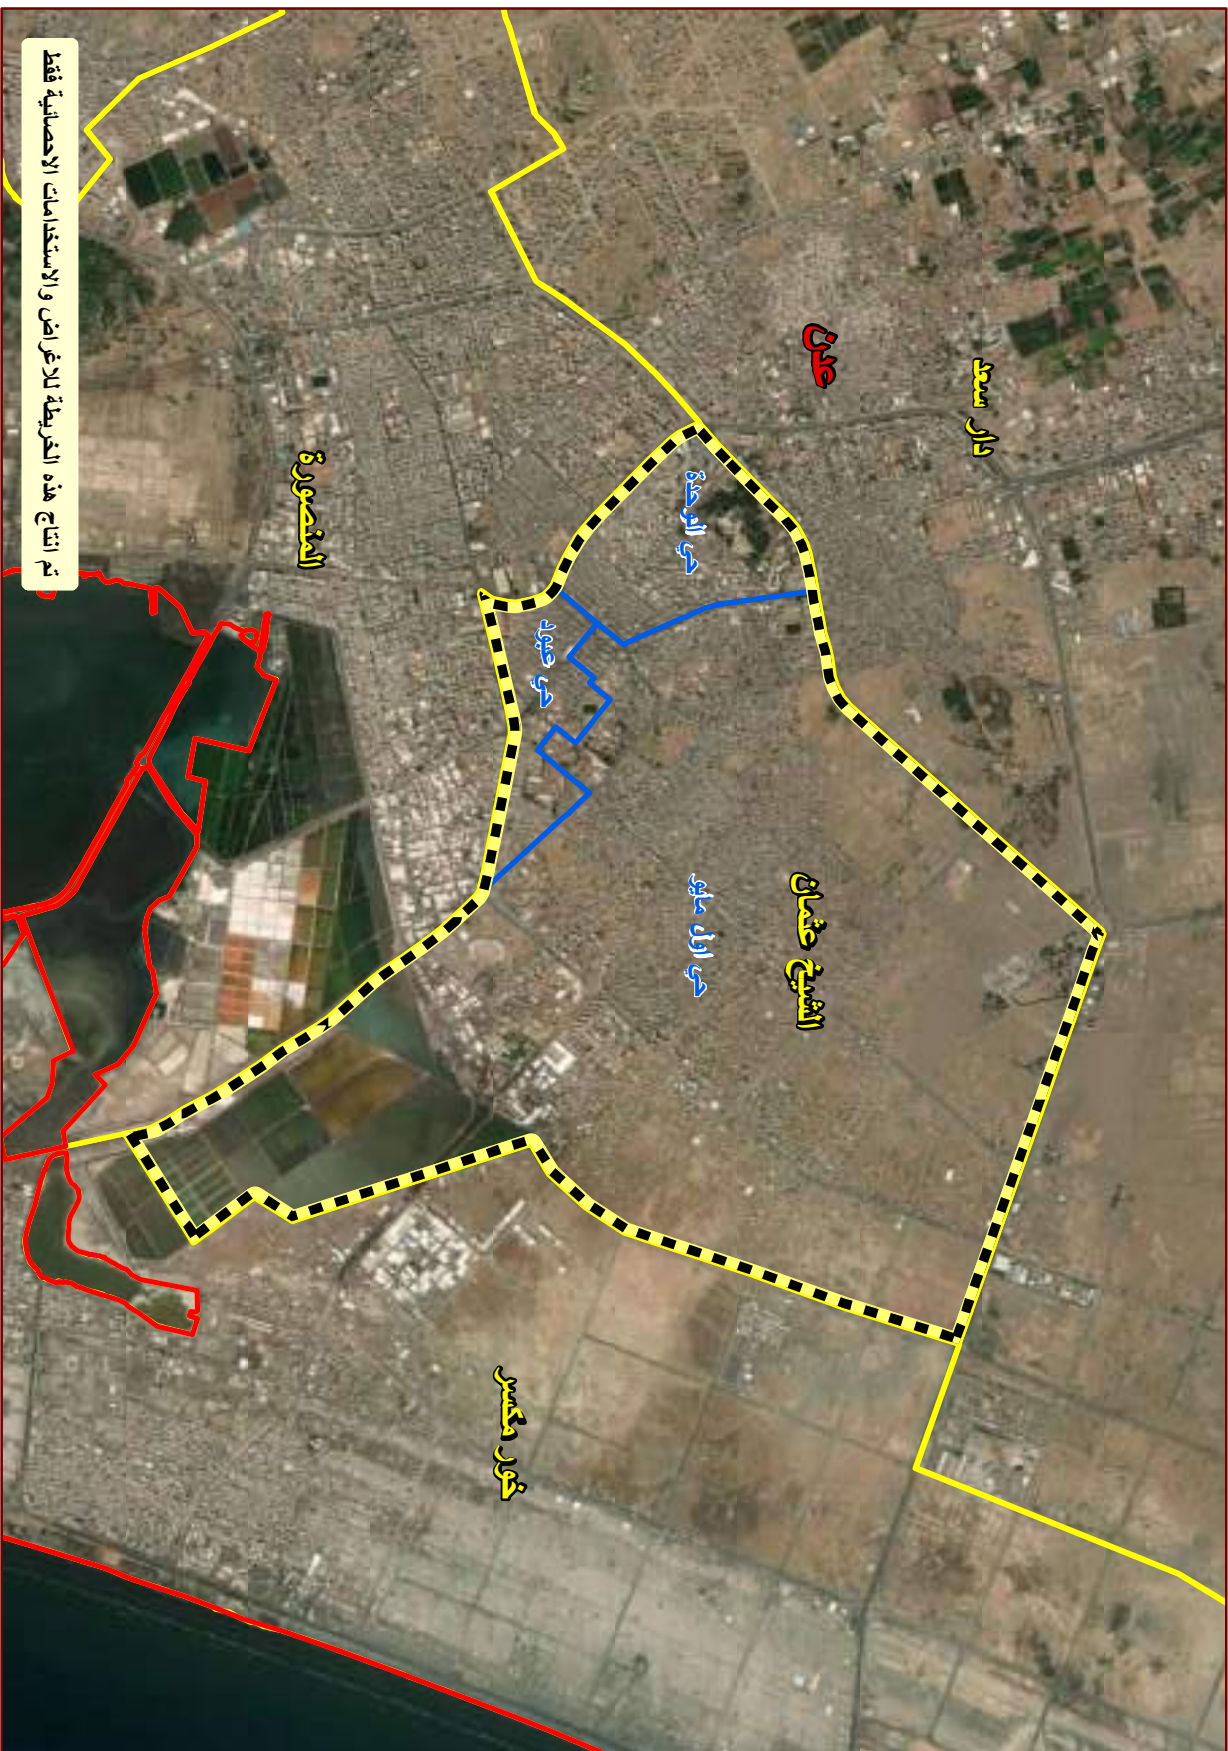 دار سعد
عدن
الشيخ عثمان
حي الوحدة
حي اول مايو
حي عبود
خور مكسر
المنصورة
تم انتاج هذه الخريطة للاغراض والاستخدامات الاحصائية فقط